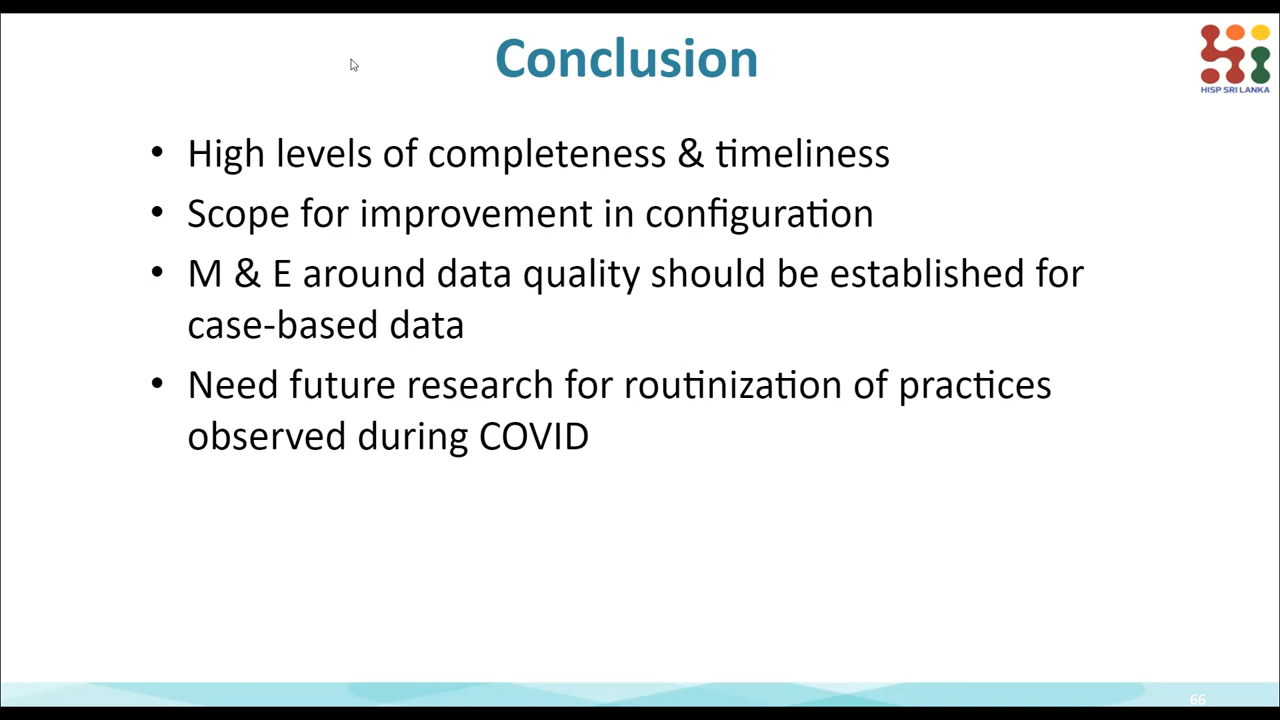 Conclusion
HISP SRI LANKA
• High levels of completeness & timeliness
• Scope for improvement in configuration
• M & E around data quality should be established for
case-based data
• Need future research for routinization of practices
observed during COVID
66